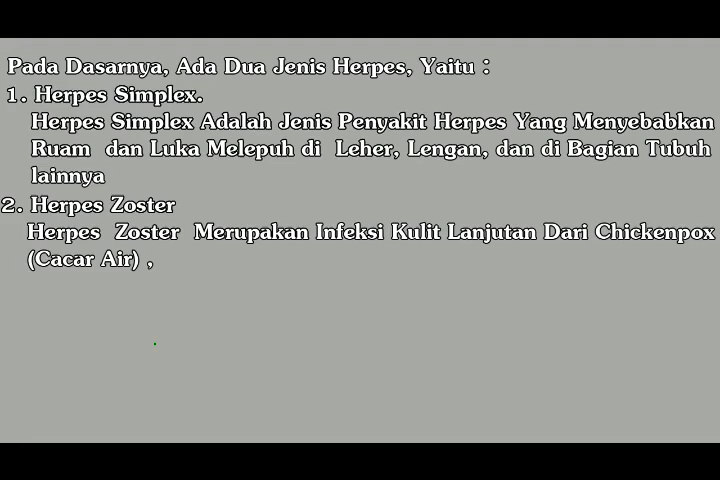 Pada Dasarnya, Ada Dua Jenis Herpes, Yaitu :
1. Herpes Simplex.
Herpes Simplex Adalah Jenis Penyakit Herpes Yang Menyebabkan
Ruam dan Luka Melepuh di Leher, Lengan, dan di Bagian Tubuh
lainnya
2. Herpes Zoster
Herpes Zoster Merupakan Infeksi Kulit Lanjutan Dari Chickenpox
(Cacar Air) ,